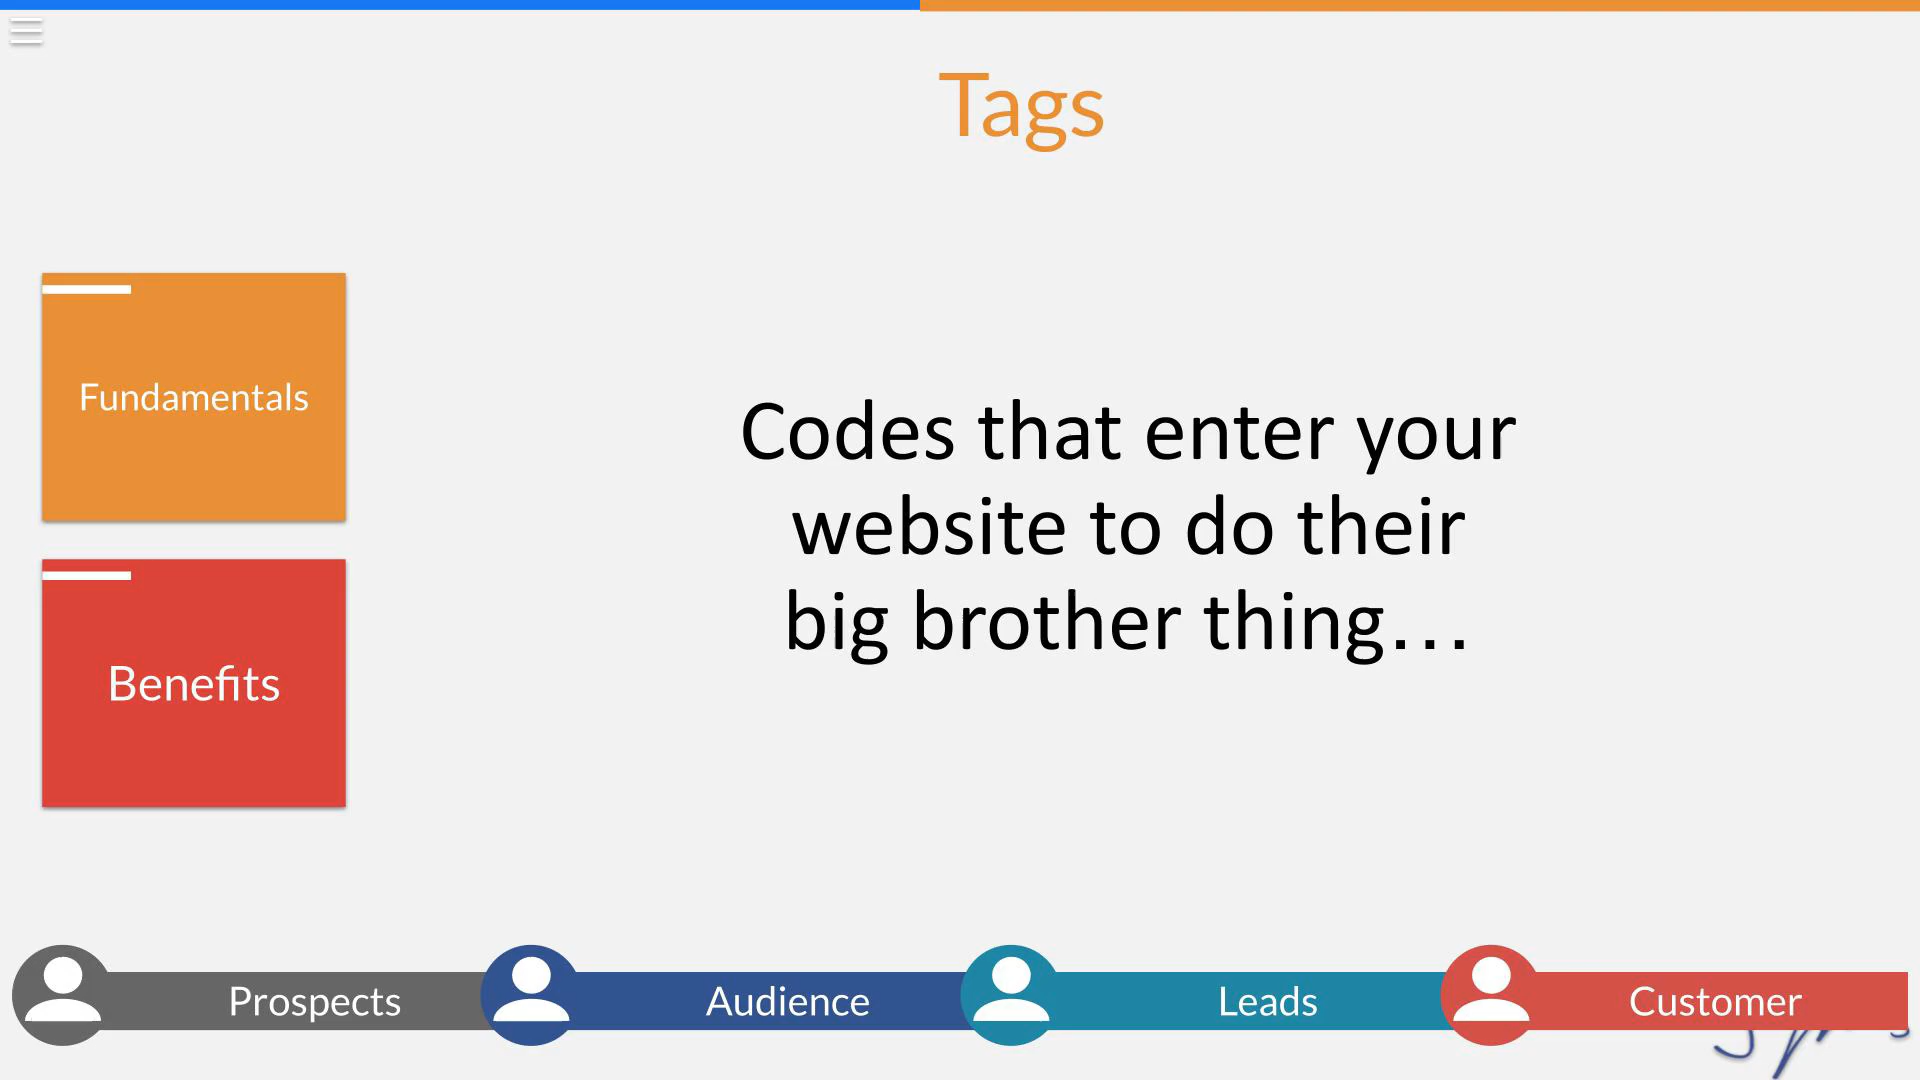 Tags
Fundamentals
Codes that enter your
website to do their
big brother thing...
Benefits
Prospects
Audience
Leads
Customer